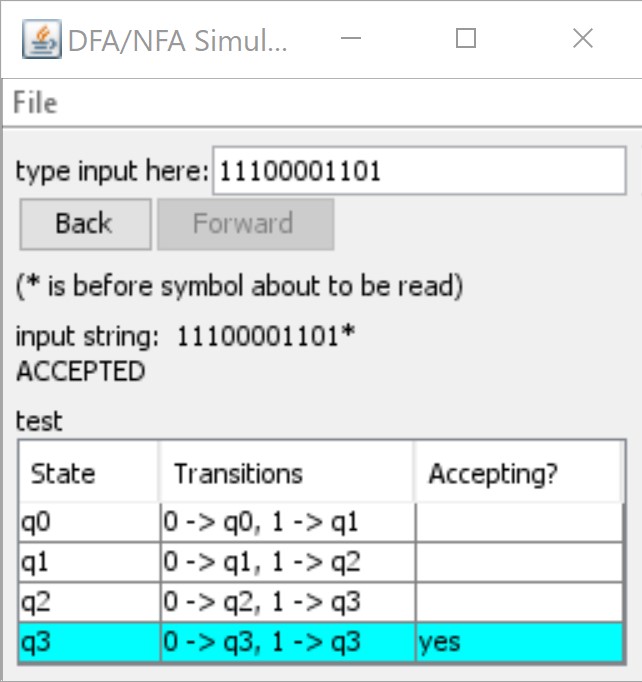 DFA/NFA Simul...
File
type input here: 11100001101
Back Forward
(* is before symbol about to be read)
input string: 11100001101*
ACCEPTED
test
State Transitions Accepting?
q0 0 -> q0, 1 -> q1
q1 0 -> q1, 1 -> q2
q2 0 -> q2, 1 -> q3
q3 0 -> q3, 1 -> q3 yes